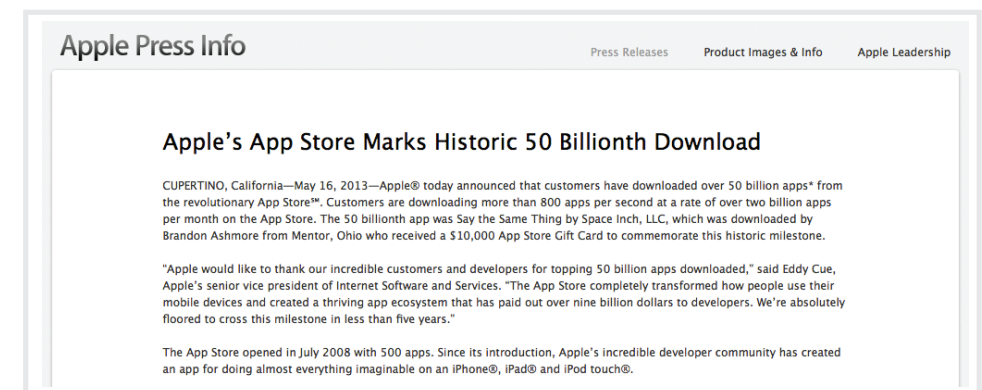 Apple Press Info
Press Releases Product Images & Info Apple Leadership
Apple’s App Store Marks Historic 50 Billionth Download
CUPERTINO, California—May 16, 2013—Apple® today announced that customers have downloaded over 50 billion apps* from
the revolutionary App Store℠. Customers are downloading more than 800 apps per second at a rate of over two billion apps
per month on the App Store. The 50 billionth app was Say the Same Thing by Space Inch, LLC, which was downloaded by
Brandon Ashmore from Mentor, Ohio who received a $10,000 App Store Gift Card to commemorate this historic milestone.
“Apple would like to thank our incredible customers and developers for topping 50 billion apps downloaded,” said Eddy Cue,
Apple’s senior vice president of Internet Software and Services. “The App Store completely transformed how people use their
mobile devices and created a thriving app ecosystem that has paid out over nine billion dollars to developers. We’re absolutely
floored to cross this milestone in less than five years.”
The App Store opened in July 2008 with 500 apps. Since its introduction, Apple’s incredible developer community has created
an app for doing almost everything imaginable on an iPhone®, iPad® and iPod touch®.